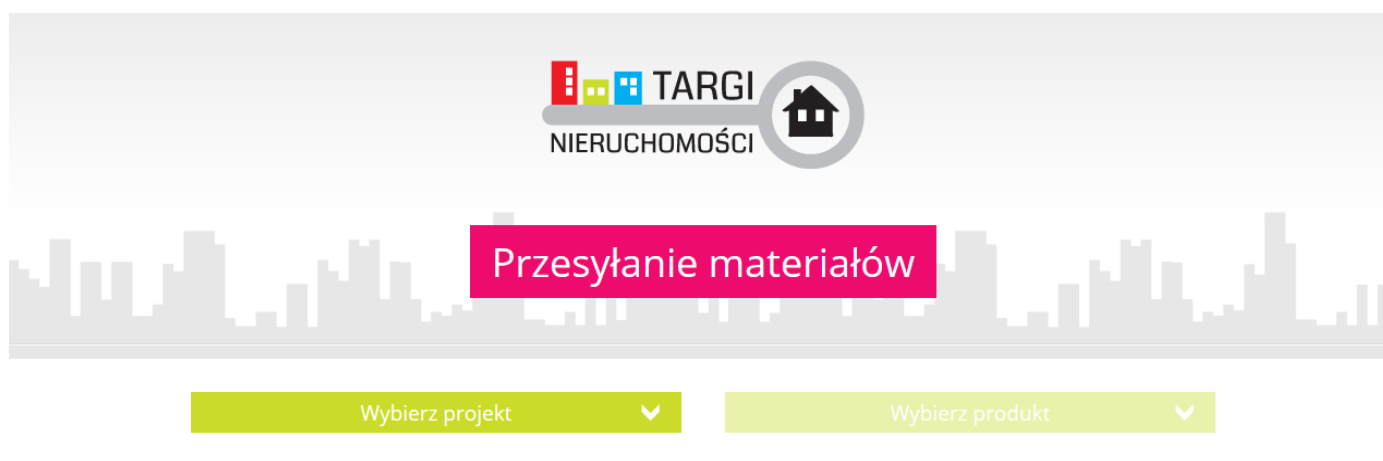 TARGI
NIERUCHOMOŚCI
Przesyłanie materiałów
Wybierz projekt
Wybierz produkt